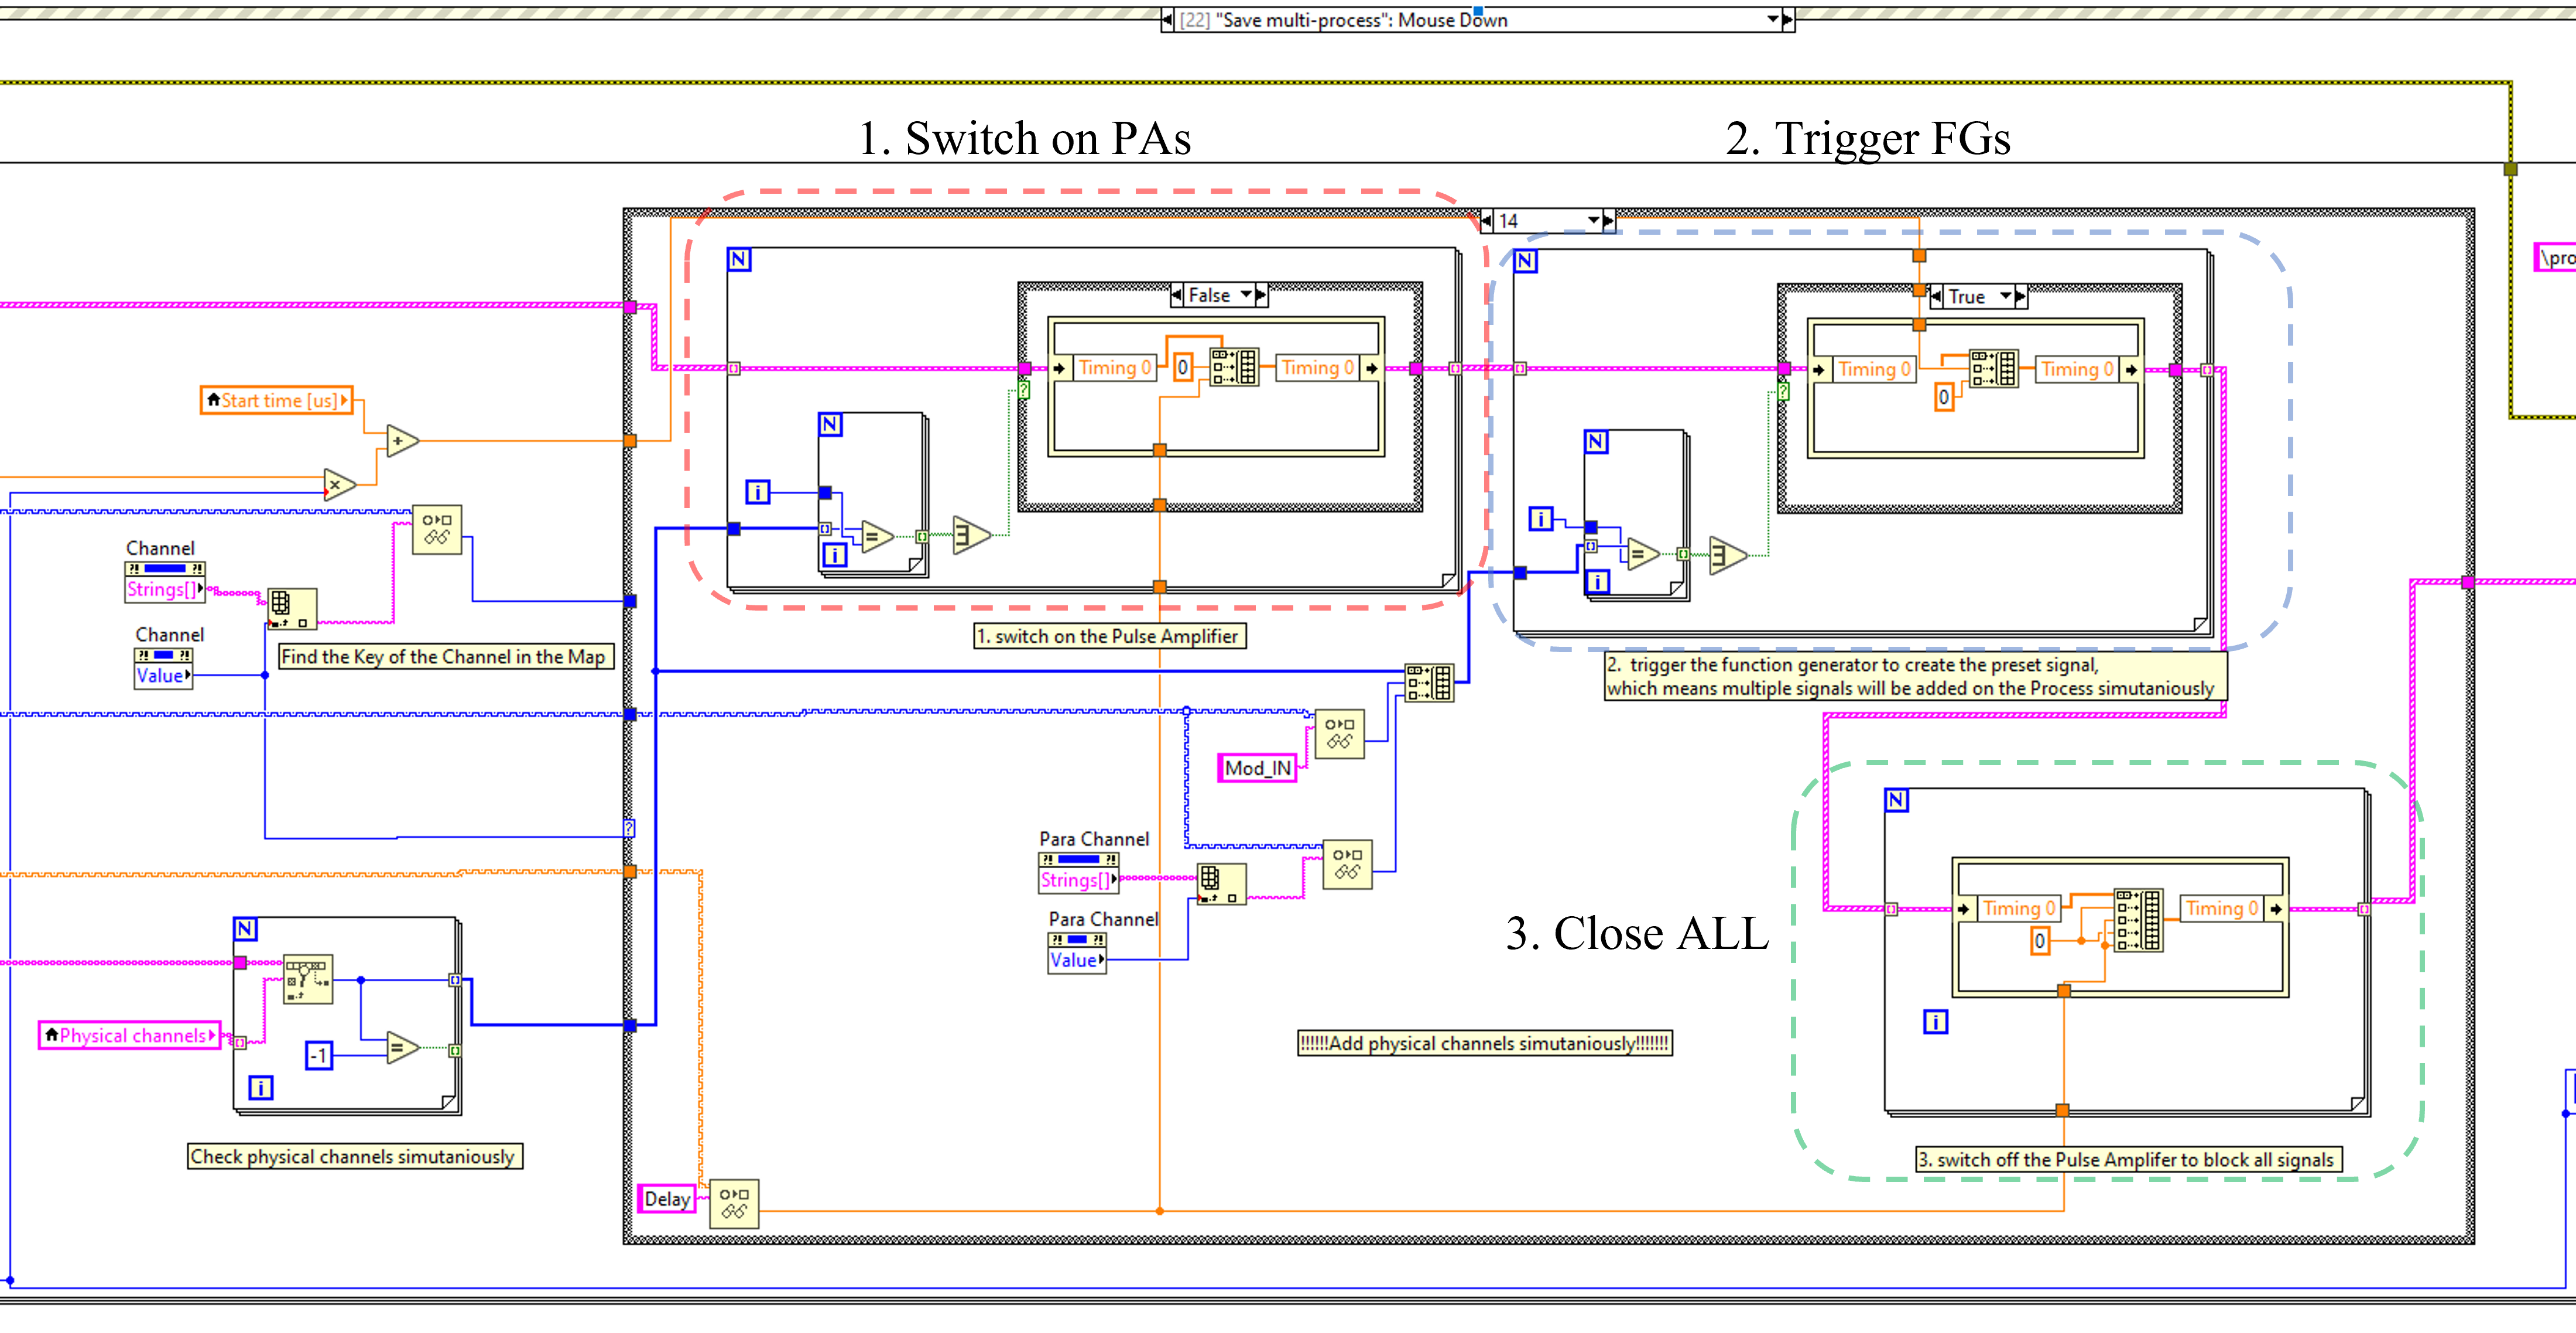 [22] "Save multi-process": Mouse Down
1. Switch on PAs
2. Trigger FGs
14
\pro
N
False
Timing 0
0
Timing 0
N
True
Timing 0
0
Timing 0
Start time [us]
+
×
N
i
=
i
N
i
=
i
Channel
Strings[]
Channel
Value
Find the Key of the Channel in the Map
1. switch on the Pulse Amplifier
2.  trigger the function generator to create the preset signal,
which means multiple signals will be added on the Process simutaniously
Mod_IN
Para Channel
Strings[]
Para Channel
Value
3. Close ALL
N
Timing 0
0
Timing 0
i
N
Physical channels
-1
=
i
!!!!!!Add physical channels simutaniously!!!!!!!
Check physical channels simutaniously
3. switch off the Pulse Amplifer to block all signals
Delay